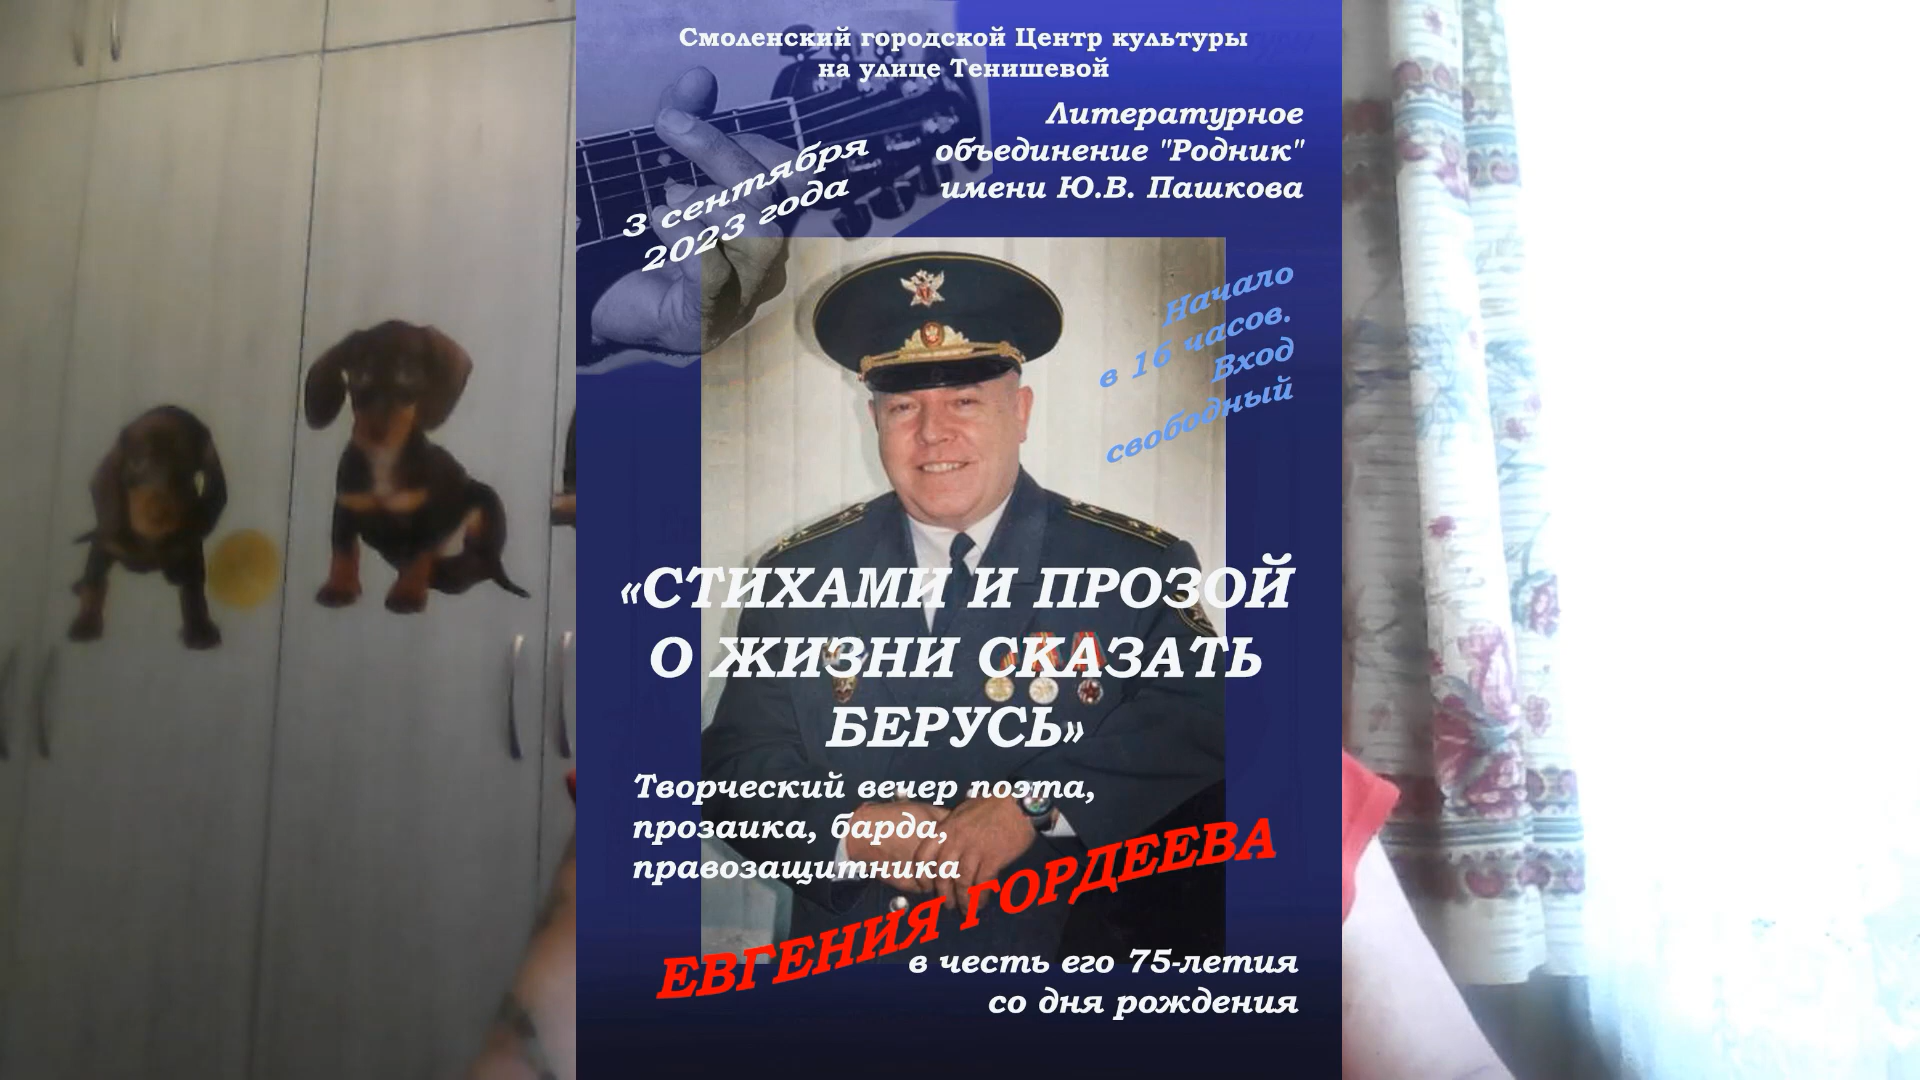 Смоленский городской Центр культуры
на улице Тенишевой
Литературное
объединение "Родник"
имени Ю.В. Пашкова
3 сентября
2023 года
Начало
в 16 часов.
Вход
свободный
«СТИХАМИ И ПРОЗОЙ
О ЖИЗНИ СКАЗАТЬ
БЕРУСЬ»
Творческий вечер поэта,
прозаика, барда,
правозащитника
ЕВГЕНИЯ ГОРДЕЕВА
в честь его 75-летия
со дня рождения